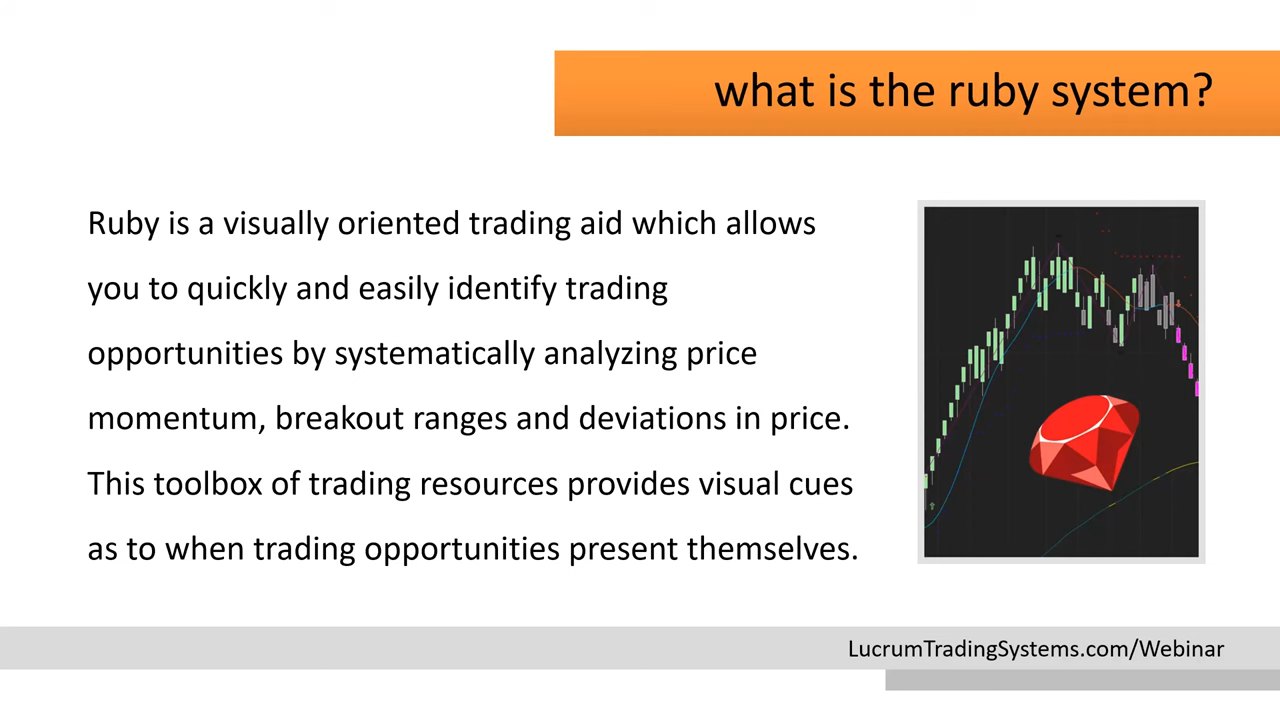 what is the ruby system?
Ruby is a visually oriented trading aid which allows
you to quickly and easily identify trading
opportunities by systematically analyzing price
momentum, breakout ranges and deviations in price.
This toolbox of trading resources provides visual cues
as to when trading opportunities present themselves.
LucrumTradingSystems.com/Webinar